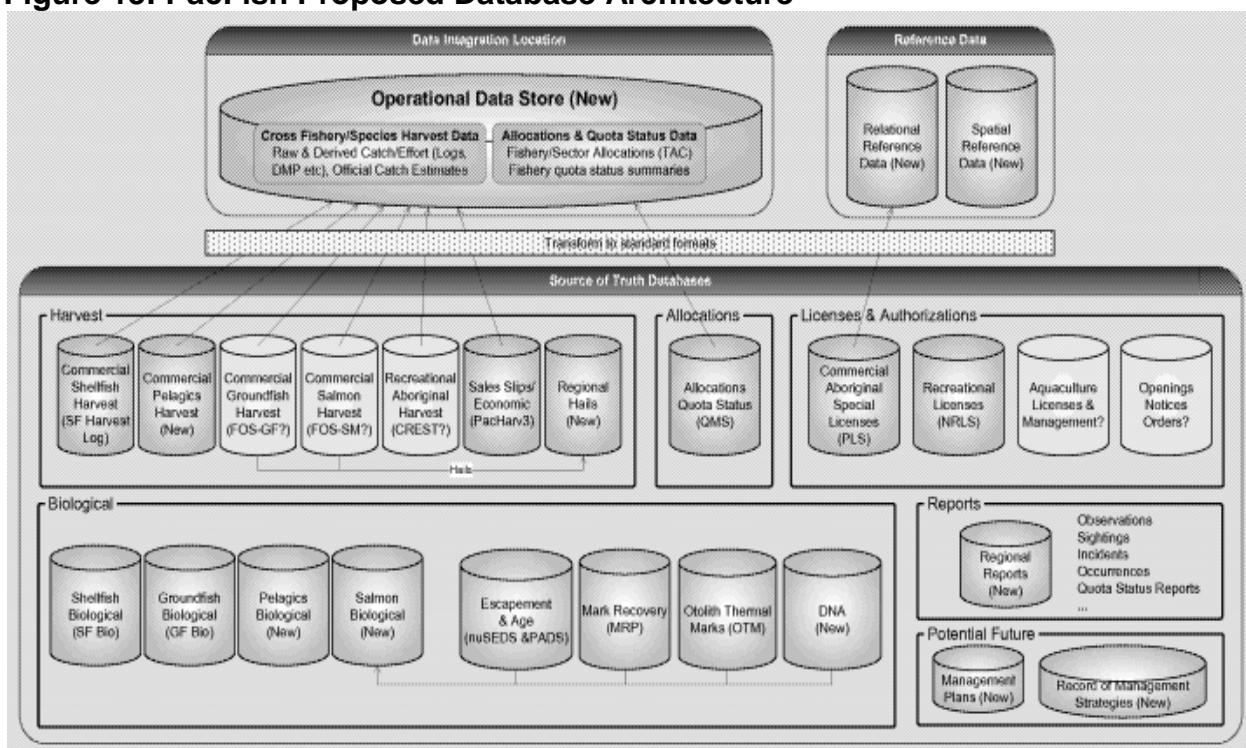 Figure 18: PacFish Proposed Database Architecture
Data Integration Location
Reference Data
Operational Data Store (New)
Cross Fishery/Species Harvest Data
Raw & Derived Catch/Effort (Logs,
DMP etc), Official Catch Estimates
Allocations & Quota Status Data
Fishery/Sector Allocations (TAC)
Fishery quota status summaries
Relational
Reference
Data (New)
Spatial
Reference
Data (New)
Transform to standard formats
Source of Truth Databases
Harvest
Commercial
Shellfish
Harvest
(SF Harvest
Log)
Commercial
Pelagics
Harvest
(New)
Commercial
Groundfish
Harvest
(FOS-GF?)
Commercial
Salmon
Harvest
(FOS-SM?)
Recreational
Aboriginal
Harvest
(CREST?)
Sales Slips/
Economic
(PacHarv3)
Regional
Hails
(New)
Hails
Allocations
Allocations
Quota Status
(QMS)
Licenses & Authorizations
Commercial
Aboriginal
Special
Licenses
(PLS)
Recreational
Licenses
(NRLS)
Aquaculture
Licenses &
Management?
Openings
Notices
Orders?
Biological
Shellfish
Biological
(SF Bio)
Groundfish
Biological
(GF Bio)
Pelagics
Biological
(New)
Salmon
Biological
(New)
Escapement
& Age
(nuSEDS &PADS)
Mark Recovery
(MRP)
Otolith Thermal
Marks (OTM)
DNA
(New)
Reports
Regional
Reports
(New)
Observations
Sightings
Incidents
Occurrences
Quota Status Reports
...
Potential Future
Management
Plans (New)
Record of Management
Strategies (New)